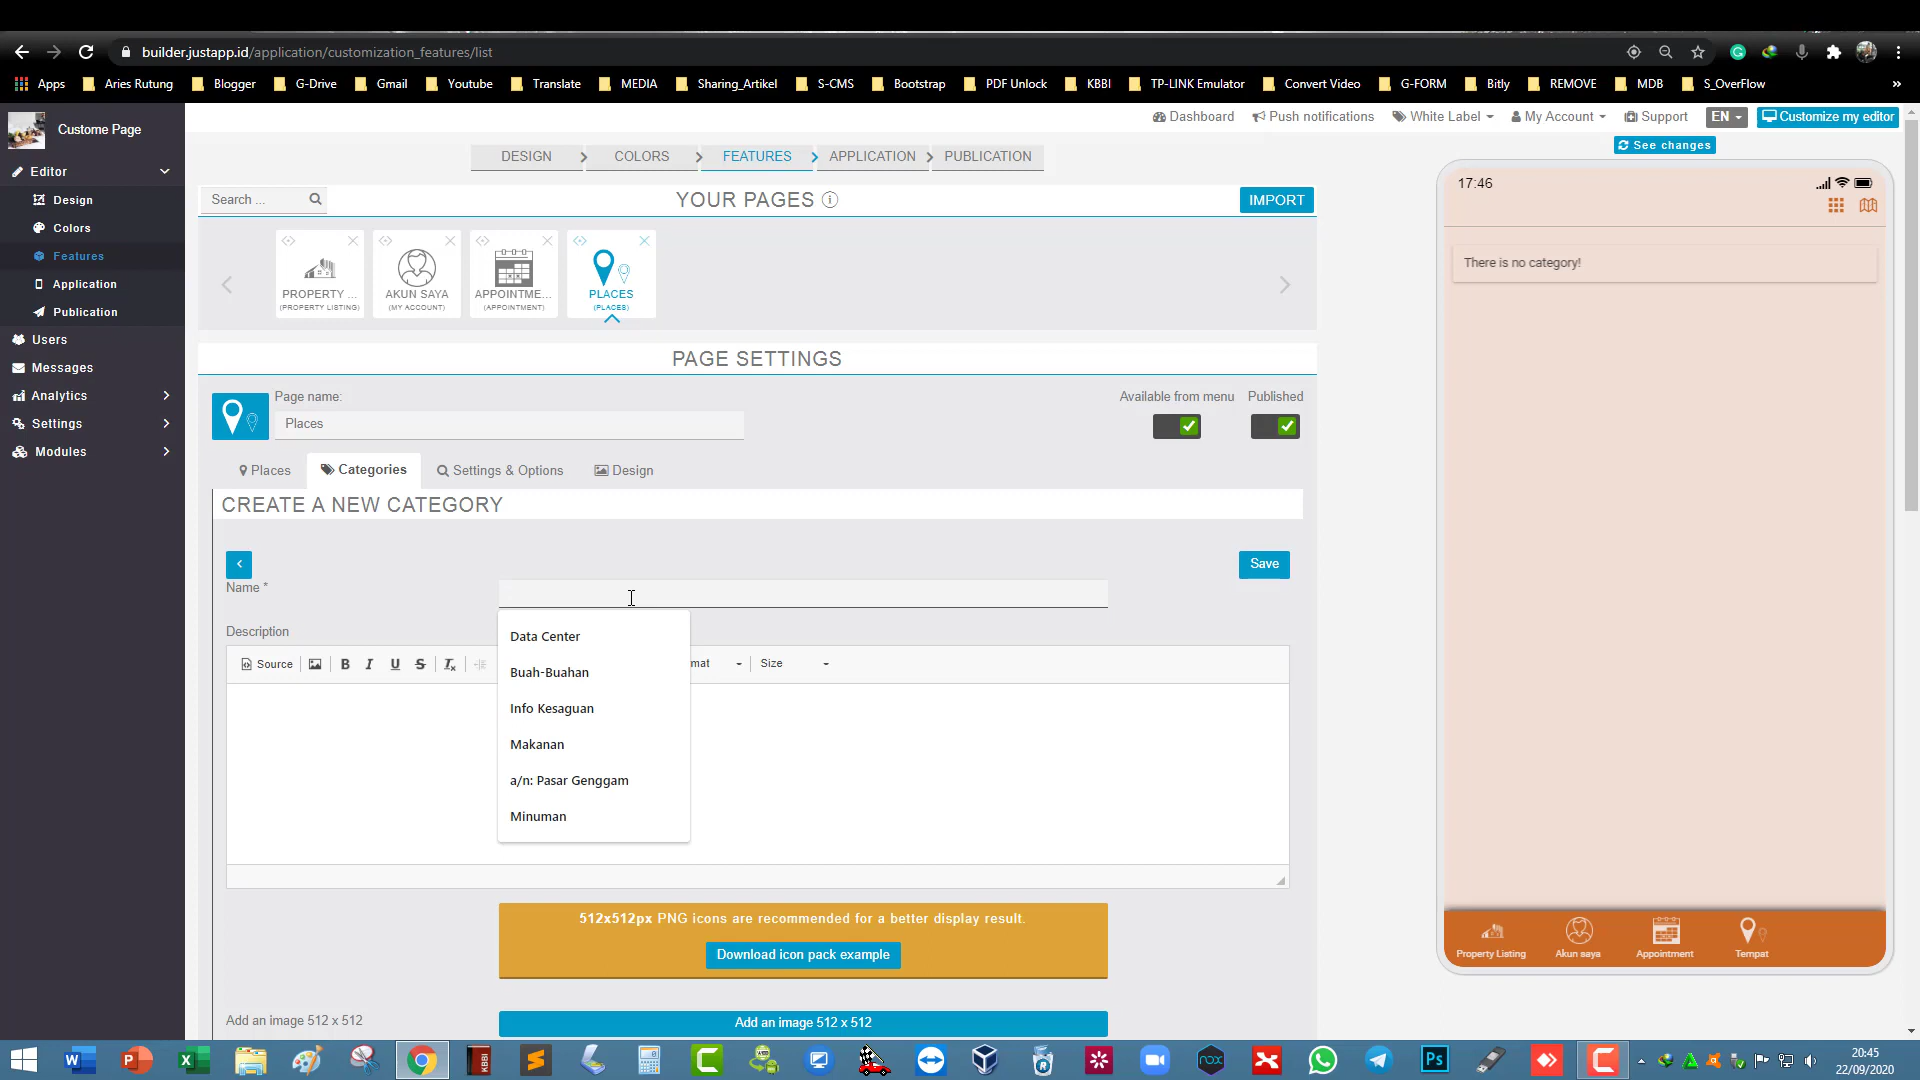 builder.justapp.id/application/customization_features/list
Apps Aries Rutung Blogger G-Drive Gmail Youtube Translate MEDIA Sharing_Artikel S-CMS Bootstrap PDF Unlock KBBI TP-LINK Emulator Convert Video G-FORM Bitly REMOVE MDB S_OverFlow »
Custome Page
Dashboard Push notifications White Label My Account Support EN Customize my editor
See changes
Editor
Design
Colors
Features
Application
Publication
Users
Messages
Analytics
Settings
Modules
DESIGN COLORS FEATURES APPLICATION PUBLICATION
Search ...
YOUR PAGES
IMPORT
PROPERTY ...
(PROPERTY LISTING)
AKUN SAYA
(MY ACCOUNT)
APPOINTME...
(APPOINTMENT)
PLACES
(PLACES)
PAGE SETTINGS
Page name:
Places
Available from menu
Published
Places Categories Settings & Options Design
CREATE A NEW CATEGORY
Save
Name *
Description
Source B I U S Tx mat Size
Data Center
Buah-Buahan
Info Kesaguan
Makanan
a/n: Pasar Genggam
Minuman
512x512px PNG icons are recommended for a better display result.
Download icon pack example
Add an image 512 x 512
Add an image 512 x 512
17:46
There is no category!
Property Listing Akun saya Appointment Tempat
KBBI
nox
Ps
20:45
22/09/2020